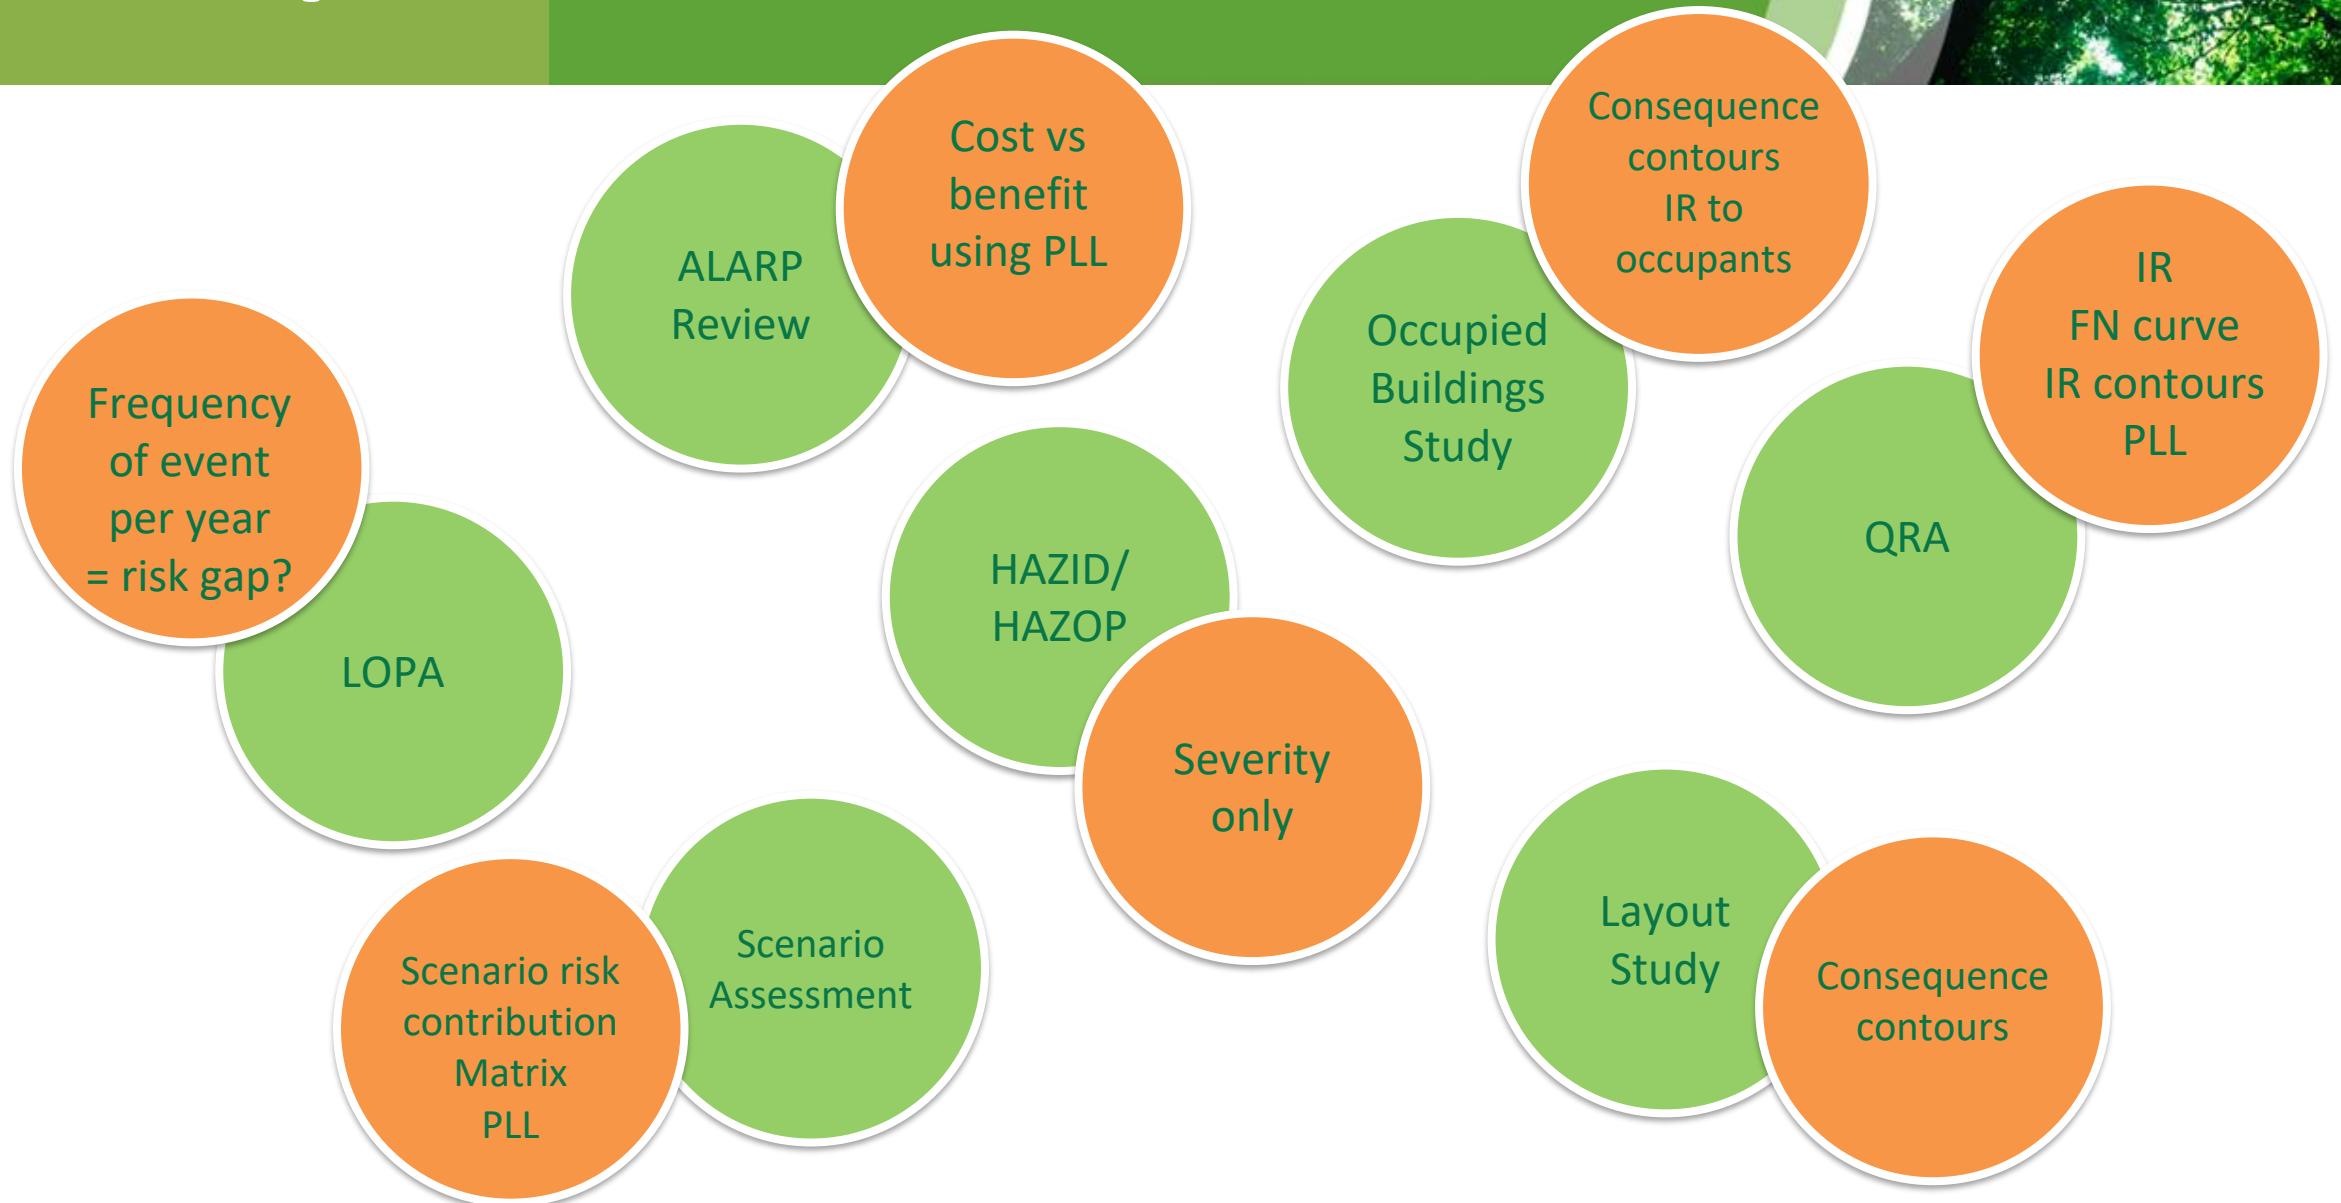 Cost vs
benefit
using PLL
ALARP
Review
Consequence
contours
IR to
occupants
IR
FN curve
IR contours
PLL
Occupied
Buildings
Study
QRA
Frequency
of event
per year
= risk gap?
LOPA
HAZID/
HAZOP
Severity
only
Scenario risk
contribution
Matrix
PLL
Scenario
Assessment
Layout
Study
Consequence
contours